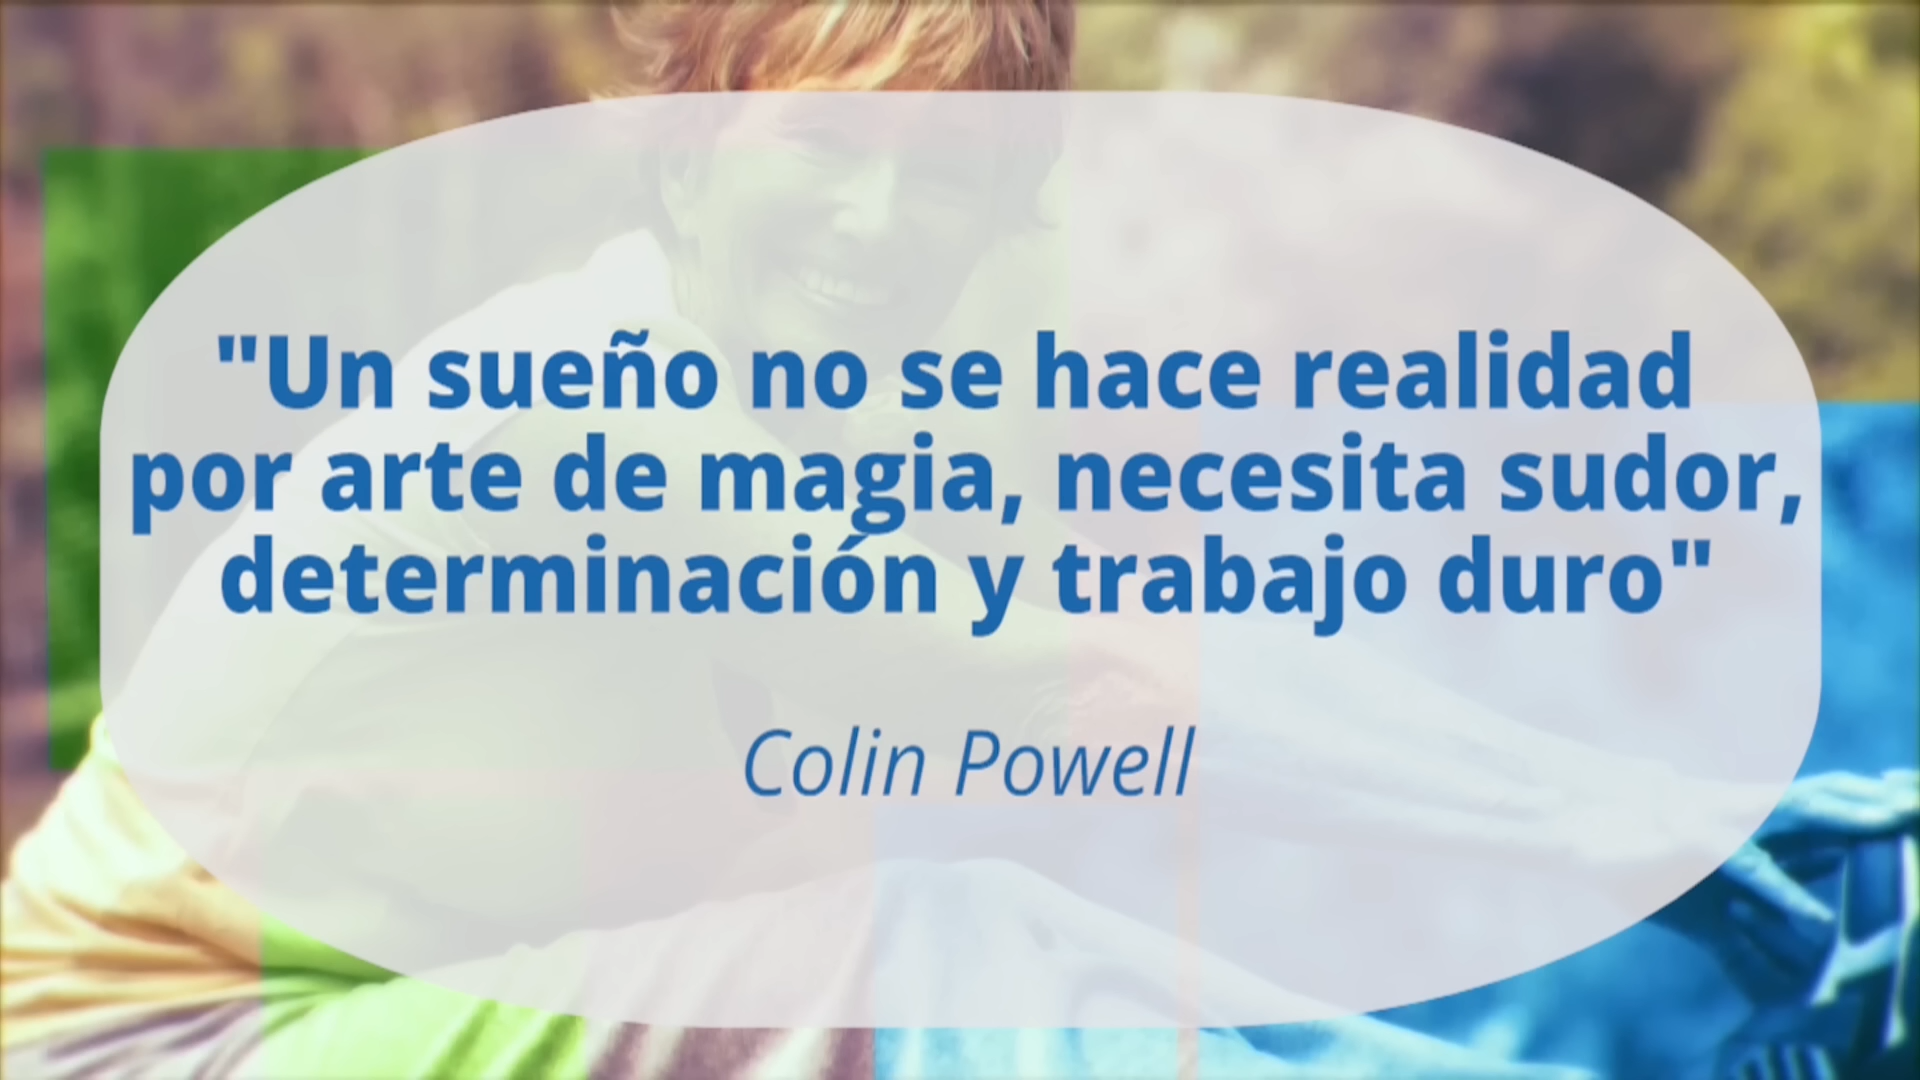 "Un sueño no se hace realidad
por arte de magia, necesita sudor,
determinación y trabajo duro"
Colin Powell